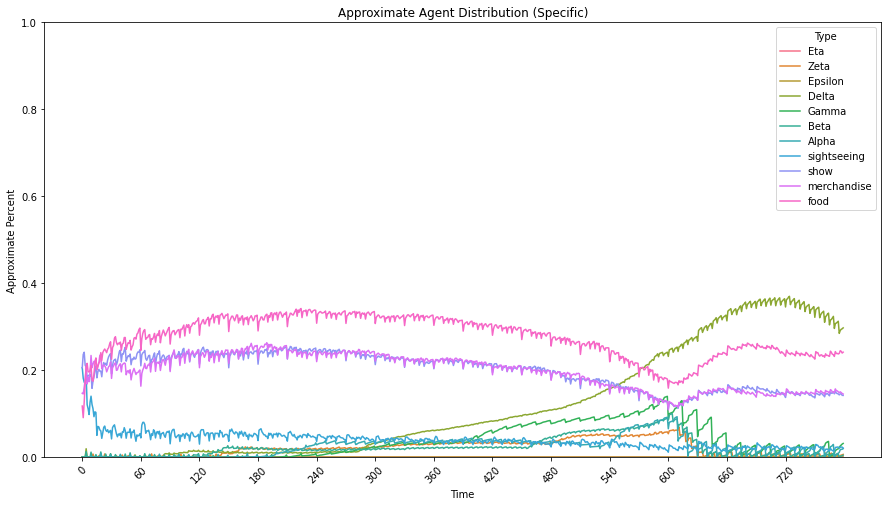 Approximate Agent Distribution (Specific)
Approximate Percent
1.0
0.8
0.6
0.4
0.2
0.0
Type
Eta
Zeta
Epsilon
Delta
Gamma
Beta
Alpha
sightseeing
show
merchandise
food
0 60 120 180 240 300 360 420 480 540 600 660 720
Time